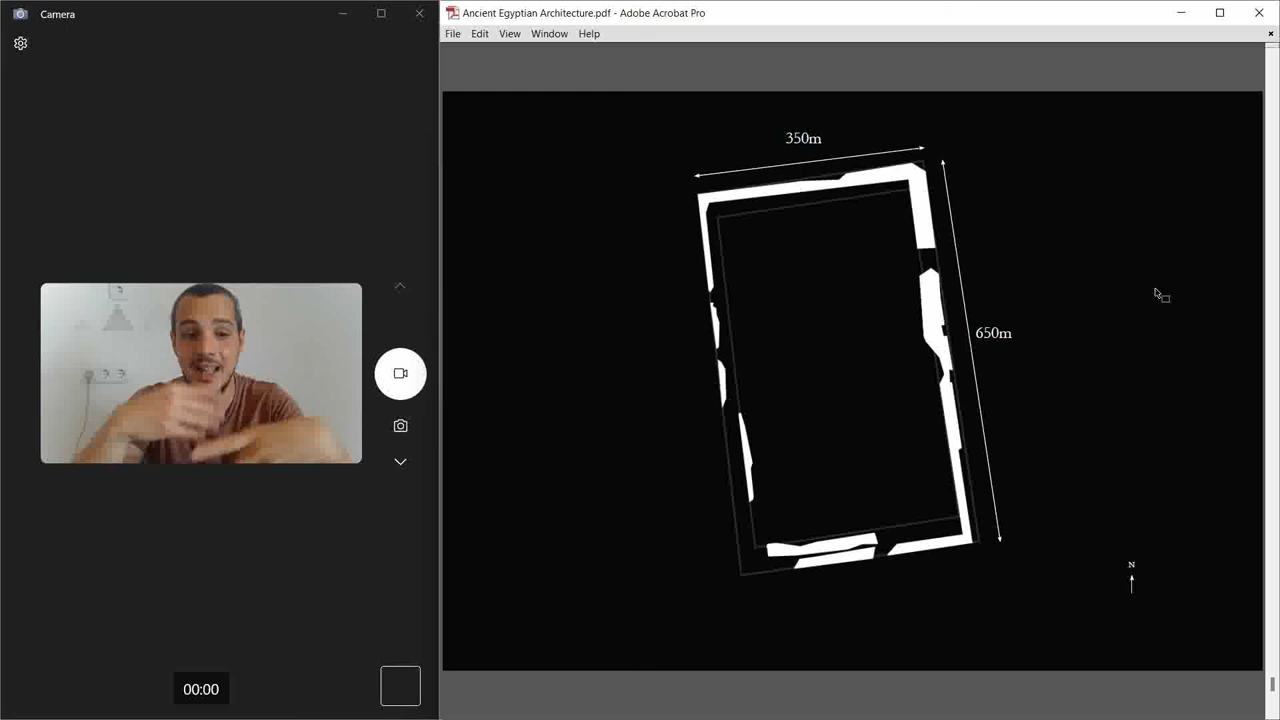 Camera
00:00
Ancient Egyptian Architecture.pdf - Adobe Acrobat Pro
File Edit View Window Help
350m
650m
N